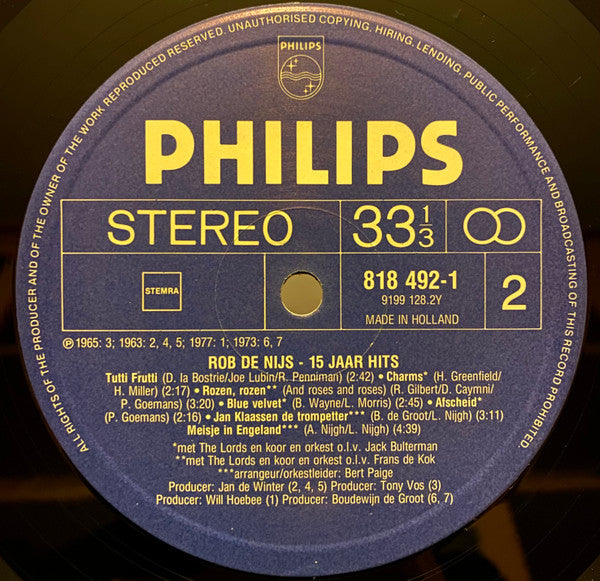 ALL RIGHTS OF THE PRODUCER AND OF THE OWNER OF THE WORK REPRODUCED RESERVED. UNAUTHORISED COPYING, HIRING, LENDING, PUBLIC PERFORMANCE AND BROADCASTING OF THIS RECORD PROHIBITED.
PHILIPS
PHILIPS
STEREO
33 1/3
STEMRA
818 492-1
9199 128.2Y
MADE IN HOLLAND
2
℗ 1965: 3; 1963: 2, 4, 5; 1977: 1; 1973: 6, 7
ROB DE NIJS - 15 JAAR HITS
Tutti Frutti (D. la Bostrie/Joe Lubin/R. Penniman) (2:42) • Charms* (H. Greenfield/
H. Miller) (2:17) • Rozen, rozen** (And roses and roses) (R. Gilbert/D. Caymni/
P. Goemans) (3:20) • Blue velvet* (B. Wayne/L. Morris) (2:45) • Afscheid*
(P. Goemans) (2:16) • Jan Klaassen de trompetter*** (B. de Groot/L. Nijgh) (3:11)
Meisje in Engeland*** (A. Nijgh/L. Nijgh) (4:39)
*met The Lords en koor en orkest o.l.v. Jack Bulterman
**met The Lords en koor en orkest o.l.v. Frans de Kok
***arrangeur/orkestleider: Bert Paige
Producer: Jan de Winter (2, 4, 5) Producer: Tony Vos (3)
Producer: Will Hoebee (1) Producer: Boudewijn de Groot (6, 7)